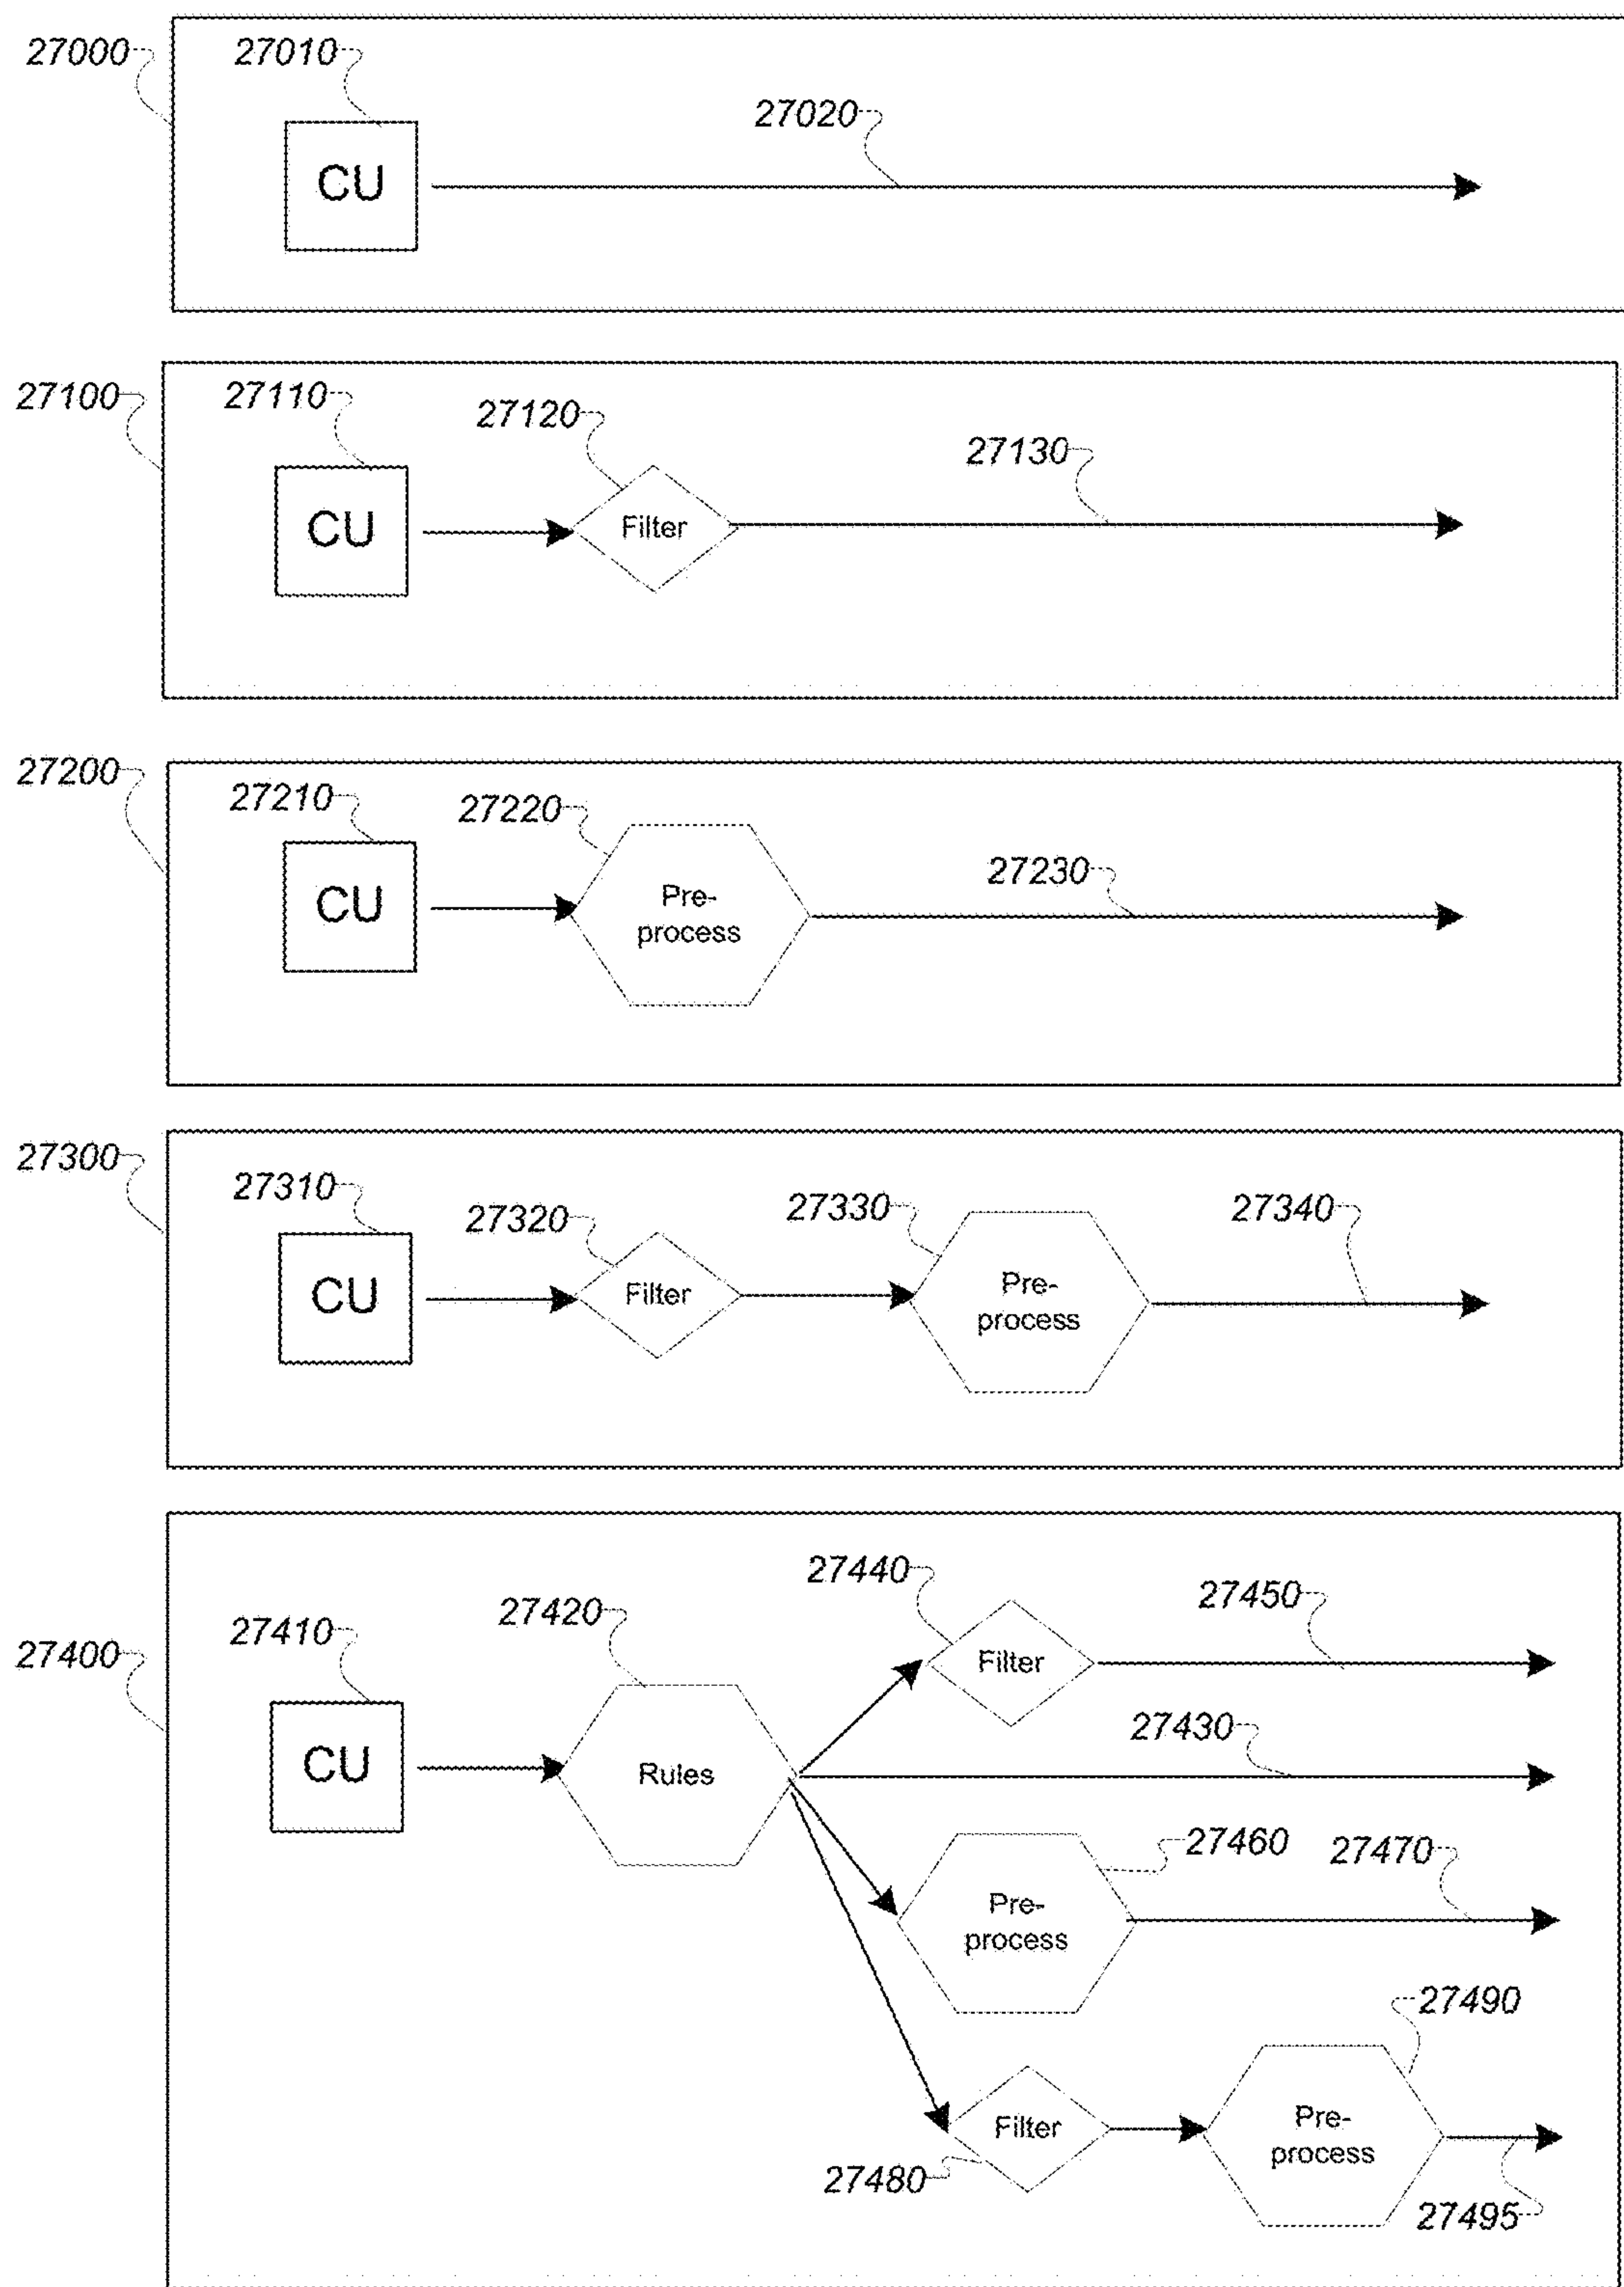 27000
27010
27020
CU
27100
27110
27120
27130
CU
Filter
27200
27210
27220
27230
CU
Pre-
process
27300
27310
27320
27330
27340
CU
Filter
Pre-
process
27400
27410
27420
27440
27450
27430
CU
Rules
Filter
27460
27470
Pre-
process
27490
27480
Filter
Pre-
process
27495